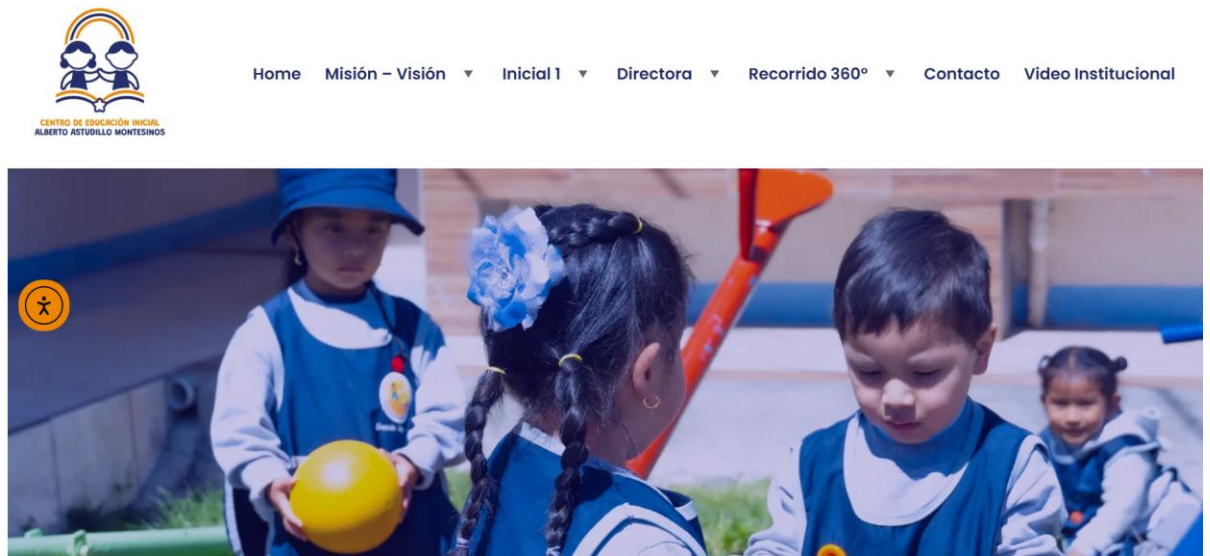 CENTRO DE EDUCACIÓN INICIAL
ALBERTO ASTUDILLO MONTESINOS
Home Misión – Visión Inicial 1 Directora Recorrido 360º Contacto Video Institucional